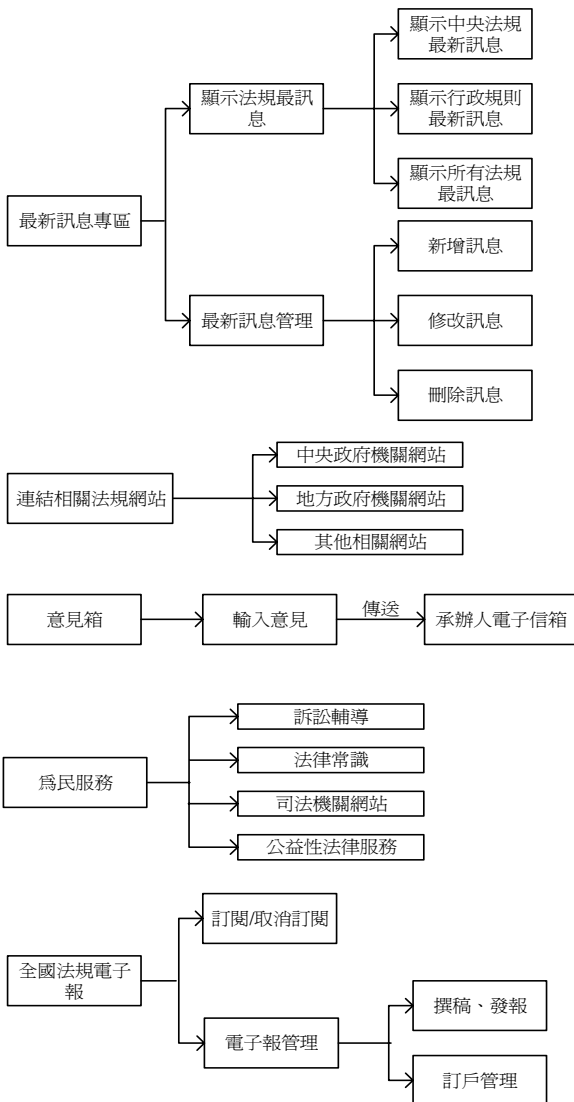 顯示中央法規
最新訊息
顯示法規最訊
息
顯示行政規則
最新訊息
顯示所有法規
最訊息
最新訊息專區
新增訊息
最新訊息管理
修改訊息
刪除訊息
中央政府機關網站
連結相關法規網站
地方政府機關網站
其他相關網站
意見箱
輸入意見
傳送
承辦人電子信箱
訴訟輔導
法律常識
為民服務
司法機關網站
公益性法律服務
訂閱/取消訂閱
全國法規電子
報
撰稿、發報
電子報管理
訂戶管理